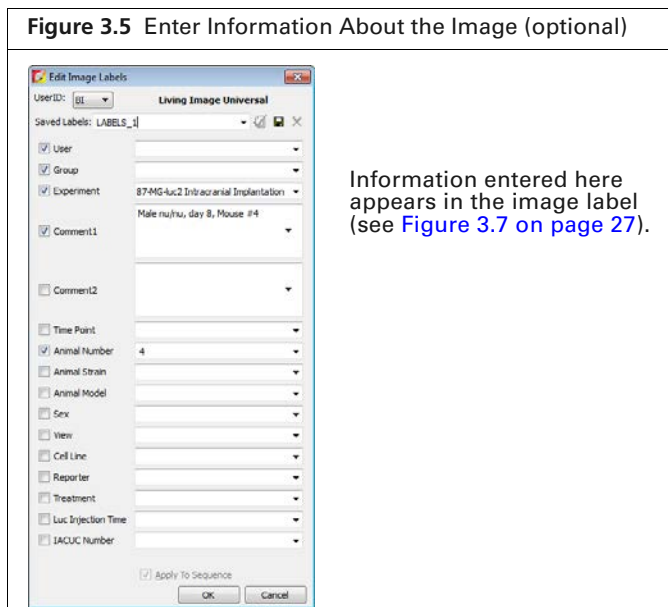 Figure 3.5 Enter Information About the Image (optional)
Edit Image Labels
UserID: BI Living Image Universal
Saved Labels: LABELS_1
User
Group
Experiment 87-MG-luc2 Intracranial Implantation
Comment1 Male nu/nu, day 8, Mouse #4
Comment2
Time Point
Animal Number 4
Animal Strain
Animal Model
Sex
View
Cell Line
Reporter
Treatment
Luc Injection Time
IACUC Number
Apply To Sequence
OK Cancel
Information entered here
appears in the image label
(see Figure 3.7 on page 27).